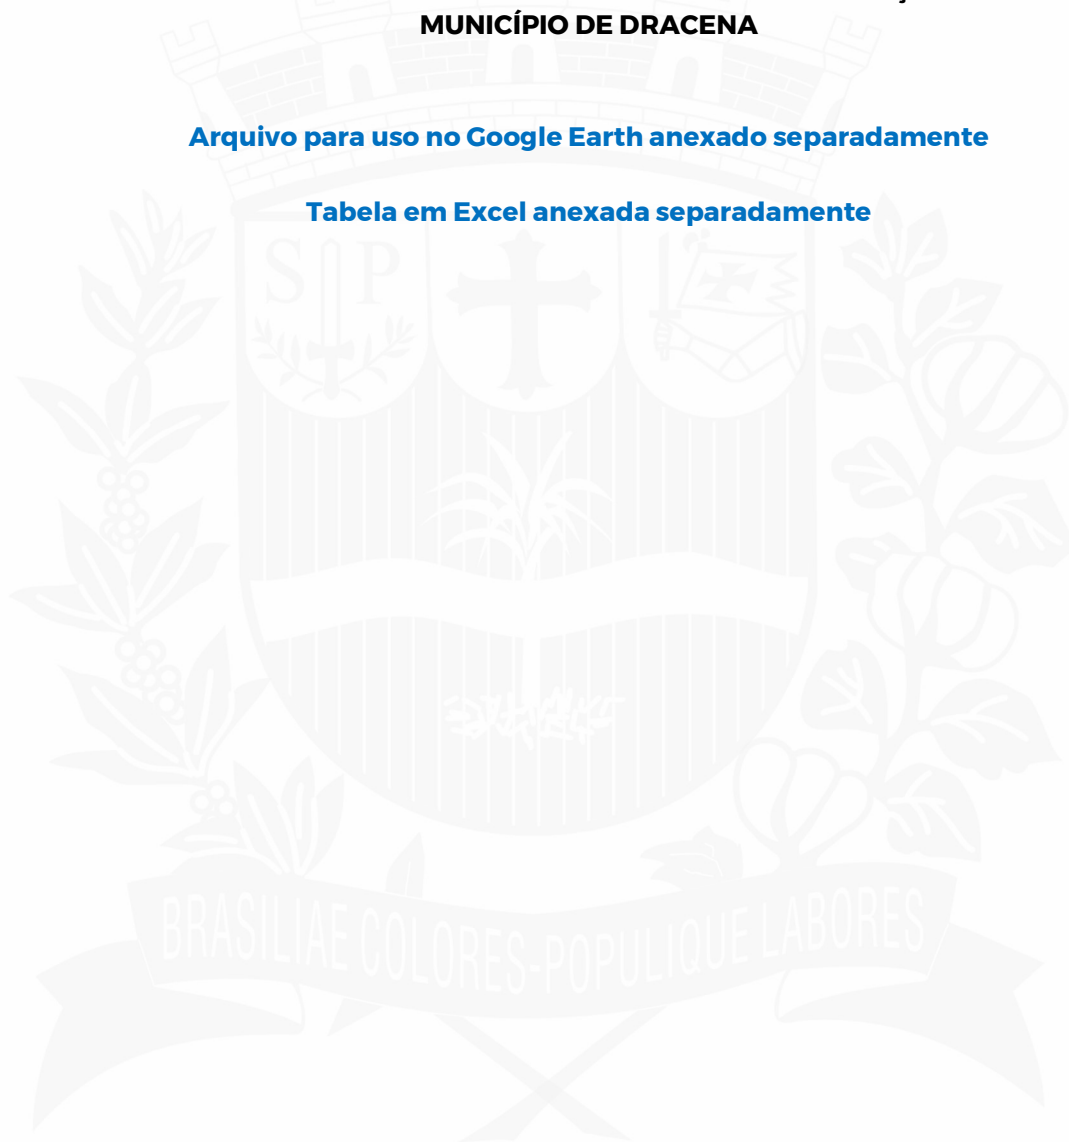 MUNICÍPIO DE DRACENA
Arquivo para uso no Google Earth anexado separadamente
Tabela em Excel anexada separadamente
S P
BRASILIAE COLORES-POPULIQUE LABORES